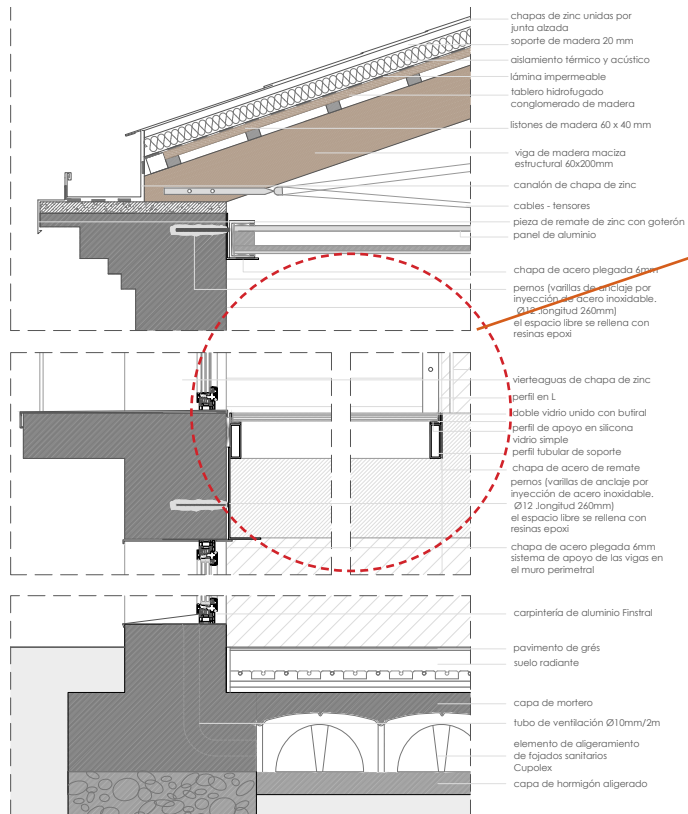 chapas de zinc unidas por
junta alzada
soporte de madera 20 mm
aislamiento térmico y acústico
lámina impermeable
tablero hidrofugado
conglomerado de madera
listones de madera 60 x 40 mm
viga de madera maciza
estructural 60x200mm
canalón de chapa de zinc
cables - tensores
pieza de remate de zinc con goterón
panel de aluminio
chapa de acero plegada 6mm
pernos (varillas de anclaje por
inyección de acero inoxidable.
Ø12 .longitud 260mm)
el espacio libre se rellena con
resinas epoxi
vierteaguas de chapa de zinc
perfil en L
doble vidrio unido con butiral
perfil de apoyo en silicona
vidrio simple
perfil tubular de soporte
chapa de acero de remate
pernos (varillas de anclaje por
inyección de acero inoxidable.
Ø12 .longitud 260mm)
el espacio libre se rellena con
resinas epoxi
chapa de acero plegada 6mm
sistema de apoyo de las vigas en
el muro perimetral
carpintería de aluminio Finstral
pavimento de grés
suelo radiante
capa de mortero
tubo de ventilación Ø10mm/2m
elemento de aligeramiento
de fojados sanitarios
Cupolex
capa de hormigón aligerado